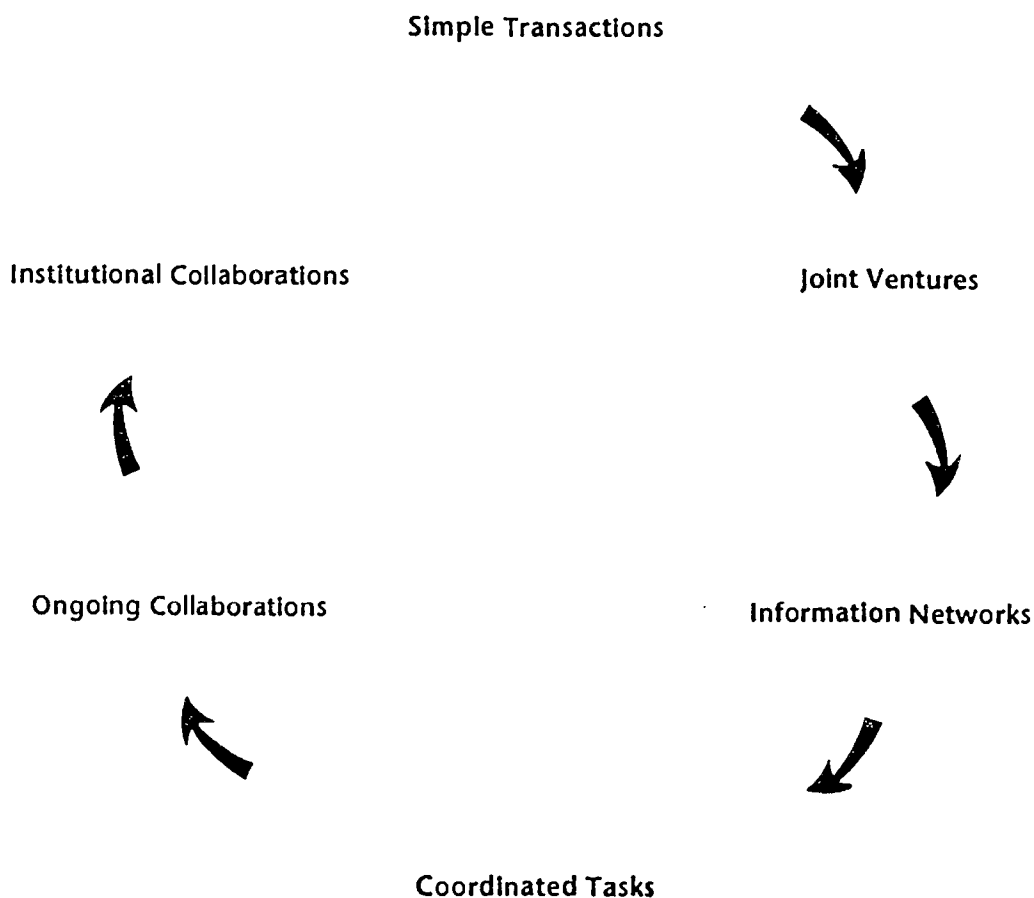 Simple Transactions
Institutional Collaborations
Joint Ventures
Ongoing Collaborations
Information Networks
Coordinated Tasks